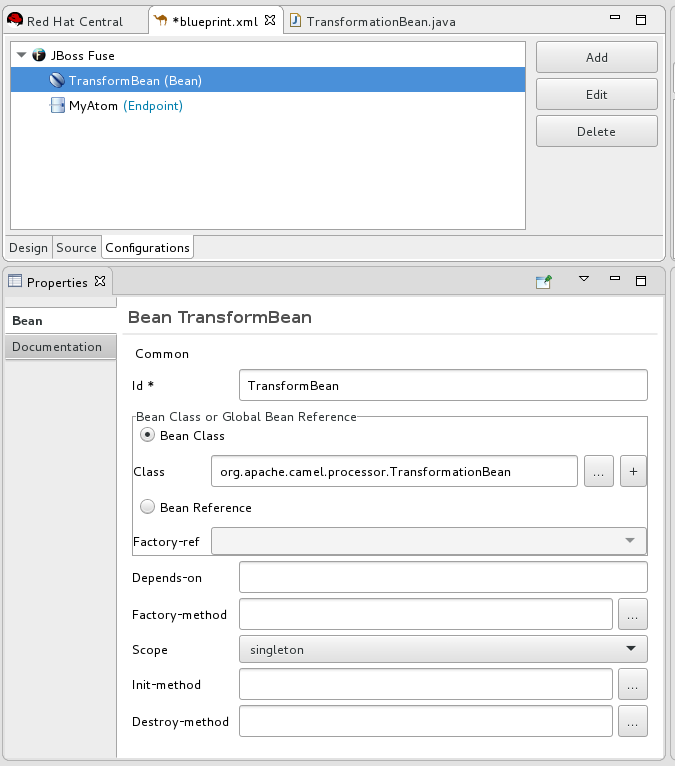 Red Hat Central
*blueprint.xml
TransformationBean.java
JBoss Fuse
TransformBean (Bean)
MyAtom (Endpoint)
Add
Edit
Delete
Design
Source
Configurations
Properties
Bean
Documentation
Bean TransformBean
Common
Id *
TransformBean
Bean Class or Global Bean Reference
Bean Class
Class
org.apache.camel.processor.TransformationBean
...
+
Bean Reference
Factory-ref
Depends-on
Factory-method
...
Scope
singleton
Init-method
...
Destroy-method
...